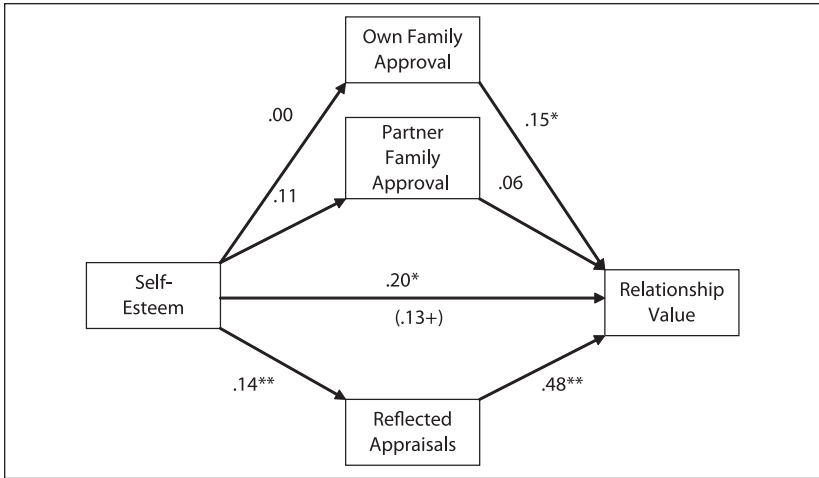 Own Family
Approval
.00
.15*
Partner
Family
Approval
.11
.06
Self-
Esteem
.20*
(.13+)
Relationship
Value
.14**
.48**
Reflected
Appraisals